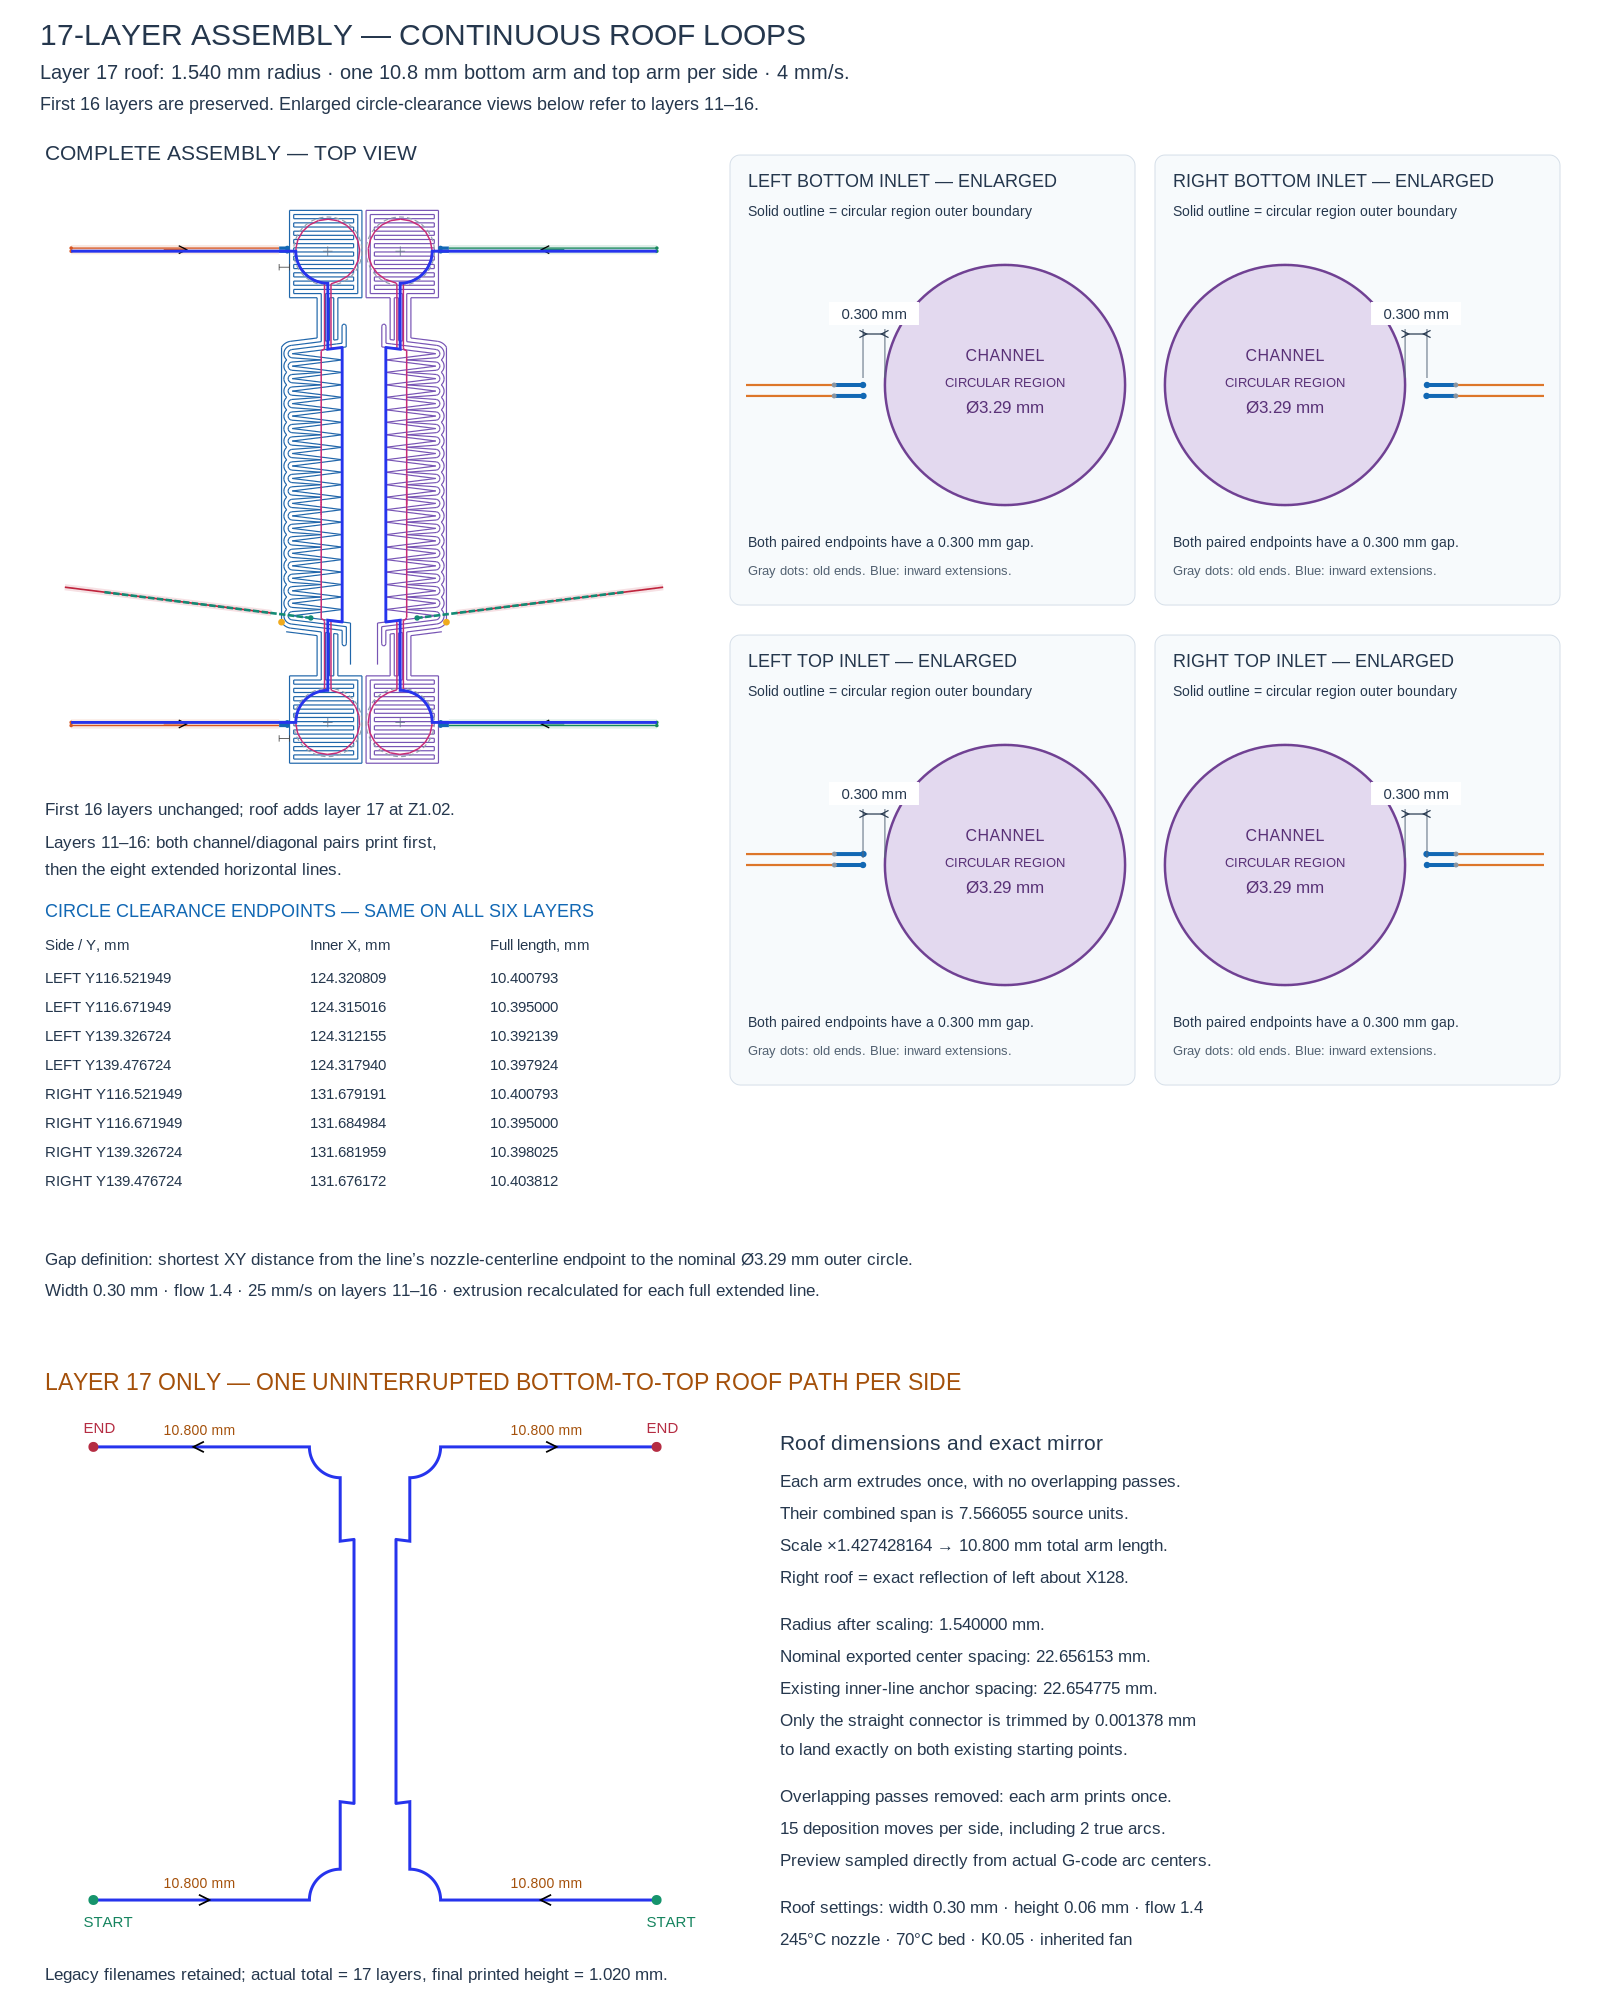 17-LAYER ASSEMBLY — CONTINUOUS ROOF LOOPS
Layer 17 roof: 1.540 mm radius · one 10.8 mm bottom arm and top arm per side · 4 mm/s.
First 16 layers are preserved. Enlarged circle-clearance views below refer to layers 11–16.
COMPLETE ASSEMBLY — TOP VIEW
First 16 layers unchanged; roof adds layer 17 at Z1.02.
Layers 11–16: both channel/diagonal pairs print first,
then the eight extended horizontal lines.
CIRCLE CLEARANCE ENDPOINTS — SAME ON ALL SIX LAYERS
Side / Y, mm Inner X, mm Full length, mm
LEFT Y116.521949 124.320809 10.400793
LEFT Y116.671949 124.315016 10.395000
LEFT Y139.326724 124.312155 10.392139
LEFT Y139.476724 124.317940 10.397924
RIGHT Y116.521949 131.679191 10.400793
RIGHT Y116.671949 131.684984 10.395000
RIGHT Y139.326724 131.681959 10.398025
RIGHT Y139.476724 131.676172 10.403812
LEFT BOTTOM INLET — ENLARGED
Solid outline = circular region outer boundary
0.300 mm
CHANNEL
CIRCULAR REGION
Ø3.29 mm
Both paired endpoints have a 0.300 mm gap.
Gray dots: old ends. Blue: inward extensions.
RIGHT BOTTOM INLET — ENLARGED
Solid outline = circular region outer boundary
0.300 mm
CHANNEL
CIRCULAR REGION
Ø3.29 mm
Both paired endpoints have a 0.300 mm gap.
Gray dots: old ends. Blue: inward extensions.
LEFT TOP INLET — ENLARGED
Solid outline = circular region outer boundary
0.300 mm
CHANNEL
CIRCULAR REGION
Ø3.29 mm
Both paired endpoints have a 0.300 mm gap.
Gray dots: old ends. Blue: inward extensions.
RIGHT TOP INLET — ENLARGED
Solid outline = circular region outer boundary
0.300 mm
CHANNEL
CIRCULAR REGION
Ø3.29 mm
Both paired endpoints have a 0.300 mm gap.
Gray dots: old ends. Blue: inward extensions.
Gap definition: shortest XY distance from the line’s nozzle-centerline endpoint to the nominal Ø3.29 mm outer circle.
Width 0.30 mm · flow 1.4 · 25 mm/s on layers 11–16 · extrusion recalculated for each full extended line.
LAYER 17 ONLY — ONE UNINTERRUPTED BOTTOM-TO-TOP ROOF PATH PER SIDE
END 10.800 mm 10.800 mm END
10.800 mm 10.800 mm
START START
Roof dimensions and exact mirror
Each arm extrudes once, with no overlapping passes.
Their combined span is 7.566055 source units.
Scale ×1.427428164 → 10.800 mm total arm length.
Right roof = exact reflection of left about X128.
Radius after scaling: 1.540000 mm.
Nominal exported center spacing: 22.656153 mm.
Existing inner-line anchor spacing: 22.654775 mm.
Only the straight connector is trimmed by 0.001378 mm
to land exactly on both existing starting points.
Overlapping passes removed: each arm prints once.
15 deposition moves per side, including 2 true arcs.
Preview sampled directly from actual G-code arc centers.
Roof settings: width 0.30 mm · height 0.06 mm · flow 1.4
245°C nozzle · 70°C bed · K0.05 · inherited fan
Legacy filenames retained; actual total = 17 layers, final printed height = 1.020 mm.